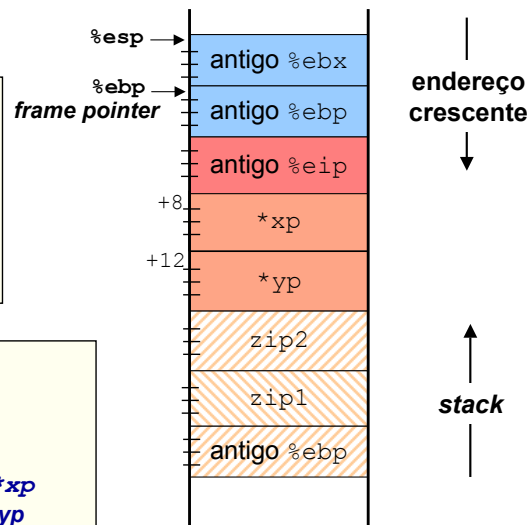 %esp
antigo %ebx
%ebp
frame pointer
antigo %ebp
endereço
crescente
antigo %eip
+8
*xp
+12
*yp
zip2
zip1
stack
antigo %ebp
*xp
yp